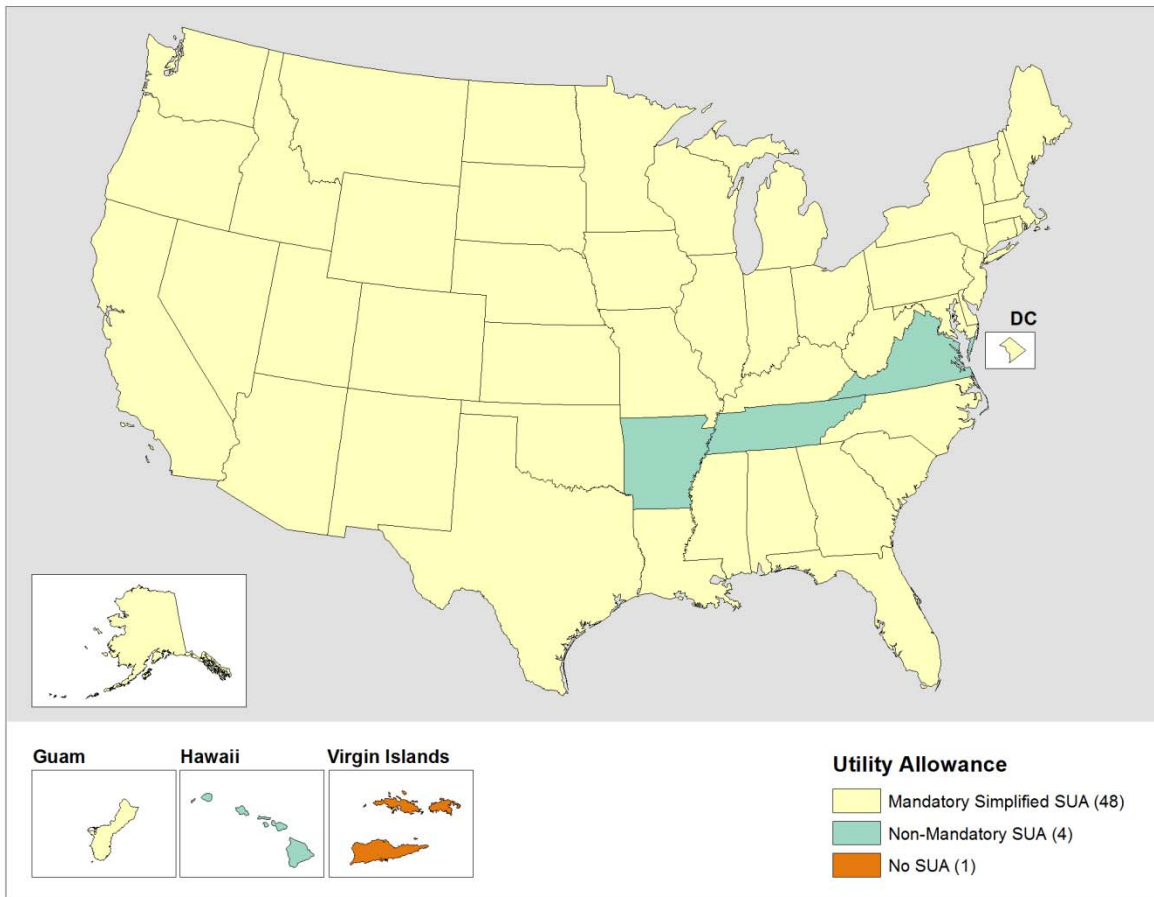 DC
Guam
Hawaii
Virgin Islands
Utility Allowance
Mandatory Simplified SUA (48)
Non-Mandatory SUA (4)
No SUA (1)